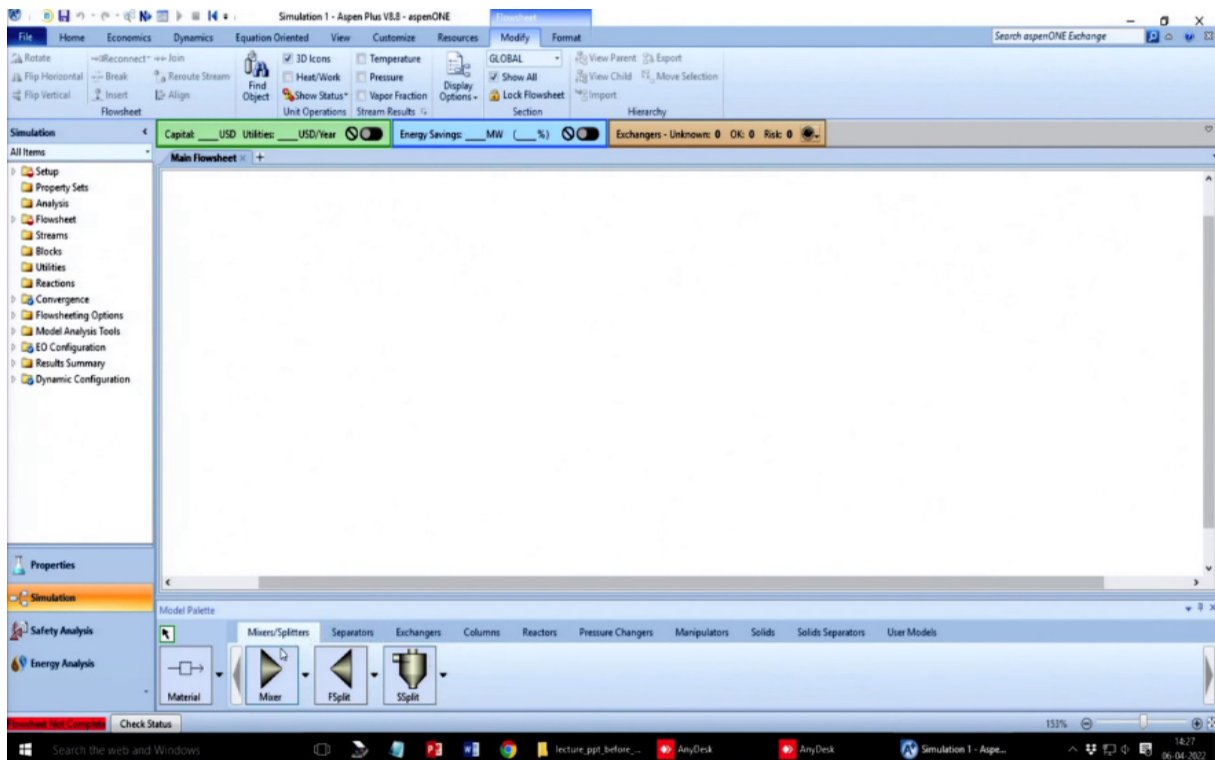 Simulation 1 - Aspen Plus V8.8 - aspenONE
Flowsheet
File Home Economics Dynamics Equation Oriented View Customize Resources Modify Format
Search aspenONE Exchange
Rotate Reconnect Join 3D Icons Temperature GLOBAL View Parent Export
Flip Horizontal Break Reroute Stream Find Object Heat/Work Pressure Display Options Show All View Child Move Selection
Flip Vertical Insert Align Show Status Vapor Fraction Lock Flowsheet Import
Flowsheet Unit Operations Stream Results Section Hierarchy
Simulation
Capital: ____ USD Utilities: ____ USD/Year Energy Savings: ____ MW ( ____ %) Exchangers - Unknown: 0 OK: 0 Risk: 0
All Items
Main Flowsheet × +
Setup
Property Sets
Analysis
Flowsheet
Streams
Blocks
Utilities
Reactions
Convergence
Flowsheeting Options
Model Analysis Tools
EO Configuration
Results Summary
Dynamic Configuration
Properties
Simulation
Safety Analysis
Energy Analysis
Model Palette
Mixers/Splitters Separators Exchangers Columns Reactors Pressure Changers Manipulators Solids Solids Separators User Models
Material Mixer FSplit SSplit
Flowsheet Not Complete Check Status
153%
Search the web and Windows
lecture_ppt_before_... AnyDesk AnyDesk Simulation 1 - Aspe...
14:27
06-04-2022